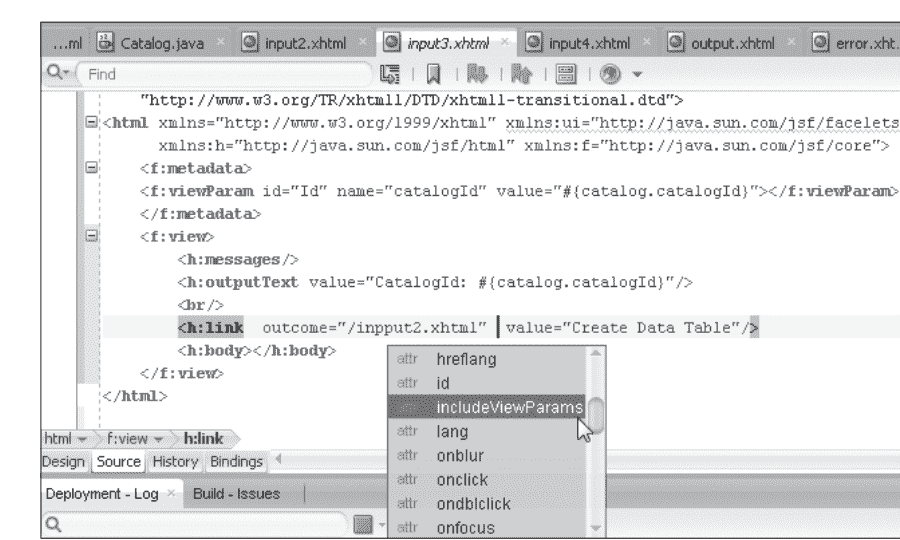 ...ml Catalog.java × input2.xhtml × input3.xhtml × input4.xhtml × output.xhtml × error.xht.
Find
"http://www.w3.org/TR/xhtml1/DTD/xhtml1-transitional.dtd">
<html xmlns="http://www.w3.org/1999/xhtml" xmlns:ui="http://java.sun.com/jsf/facelets
xmlns:h="http://java.sun.com/jsf/html" xmlns:f="http://java.sun.com/jsf/core">
<f:metadata>
<f:viewParam id="Id" name="catalogId" value="#{catalog.catalogId}"></f:viewParam>
</f:metadata>
<f:view>
<h:messages/>
<h:outputText value="CatalogId: #{catalog.catalogId}"/>
<br/>
<h:link outcome="/inpput2.xhtml" value="Create Data Table"/>
<h:body></h:body>
</f:view>
</html>
attr hreflang
attr id
includeViewParams
attr lang
attr onblur
attr onclick
attr ondblclick
attr onfocus
html f:view h:link
Design Source History Bindings
Deployment - Log × Build - Issues